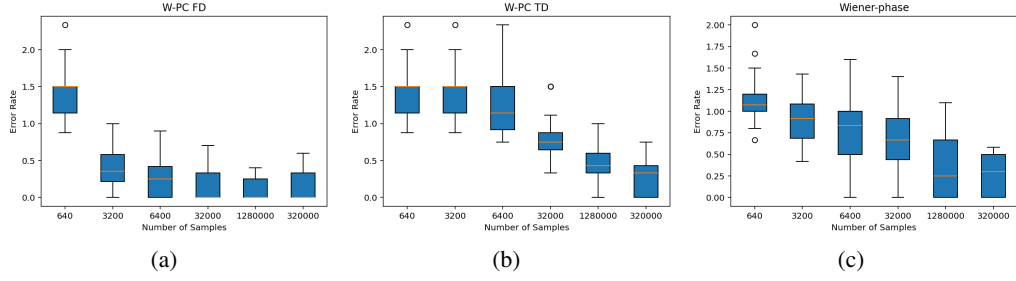 W-PC FD
Error Rate
2.0
1.5
1.0
0.5
0.0
640 3200 6400 32000 1280000 320000
Number of Samples
(a)
W-PC TD
Error Rate
2.0
1.5
1.0
0.5
0.0
640 3200 6400 32000 1280000 320000
Number of Samples
(b)
Wiener-phase
Error Rate
2.00
1.75
1.50
1.25
1.00
0.75
0.50
0.25
0.00
640 3200 6400 32000 1280000 320000
Number of Samples
(c)